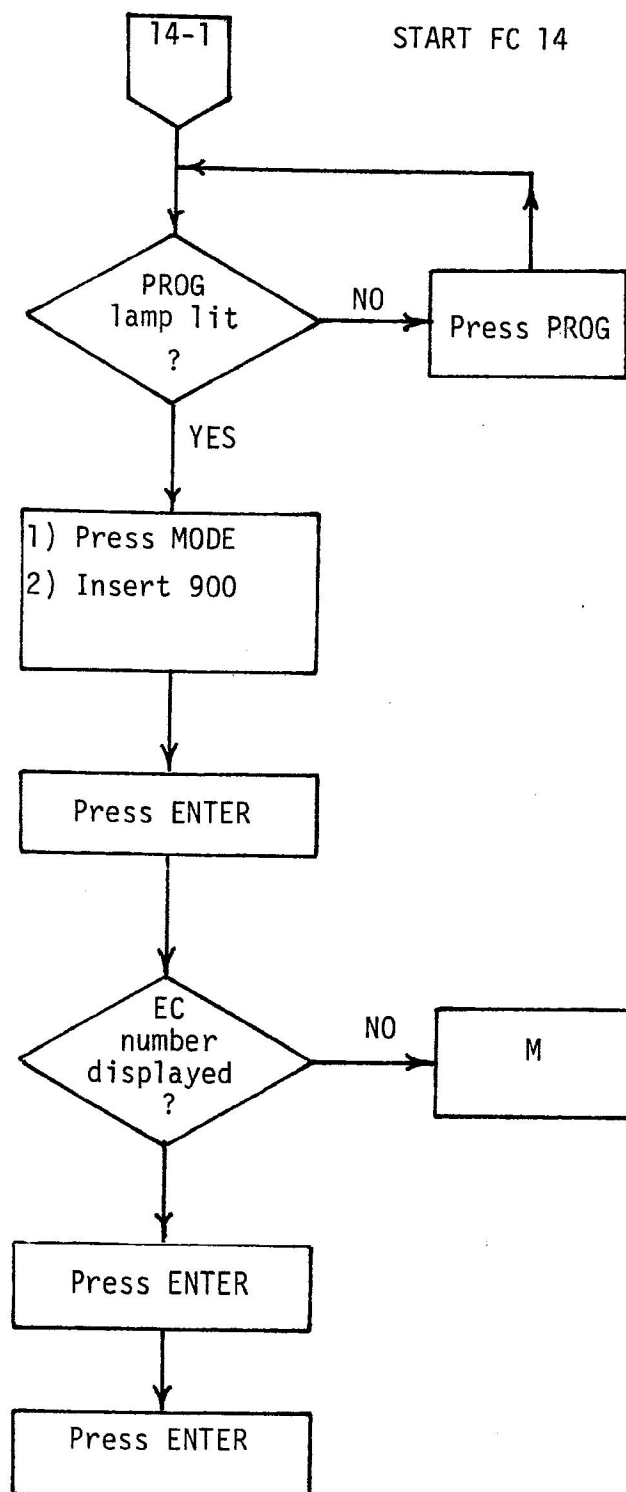 14-1
START FC 14
PROG
lamp lit
?
NO
Press PROG
YES
1) Press MODE
2) Insert 900
Press ENTER
EC
number
displayed
?
NO
M
Press ENTER
Press ENTER